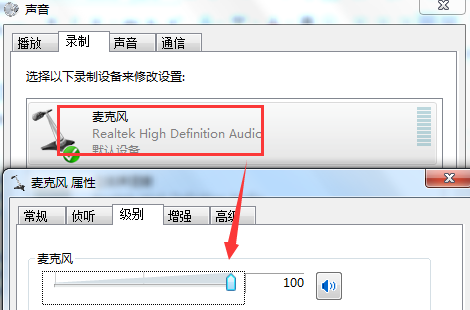 声音
播放 录制 声音 通信
选择以下录制设备来修改设置:
麦克风
Realtek High Definition Audio
默认设备
麦克风 属性
常规 侦听 级别 增强 高级
麦克风
100